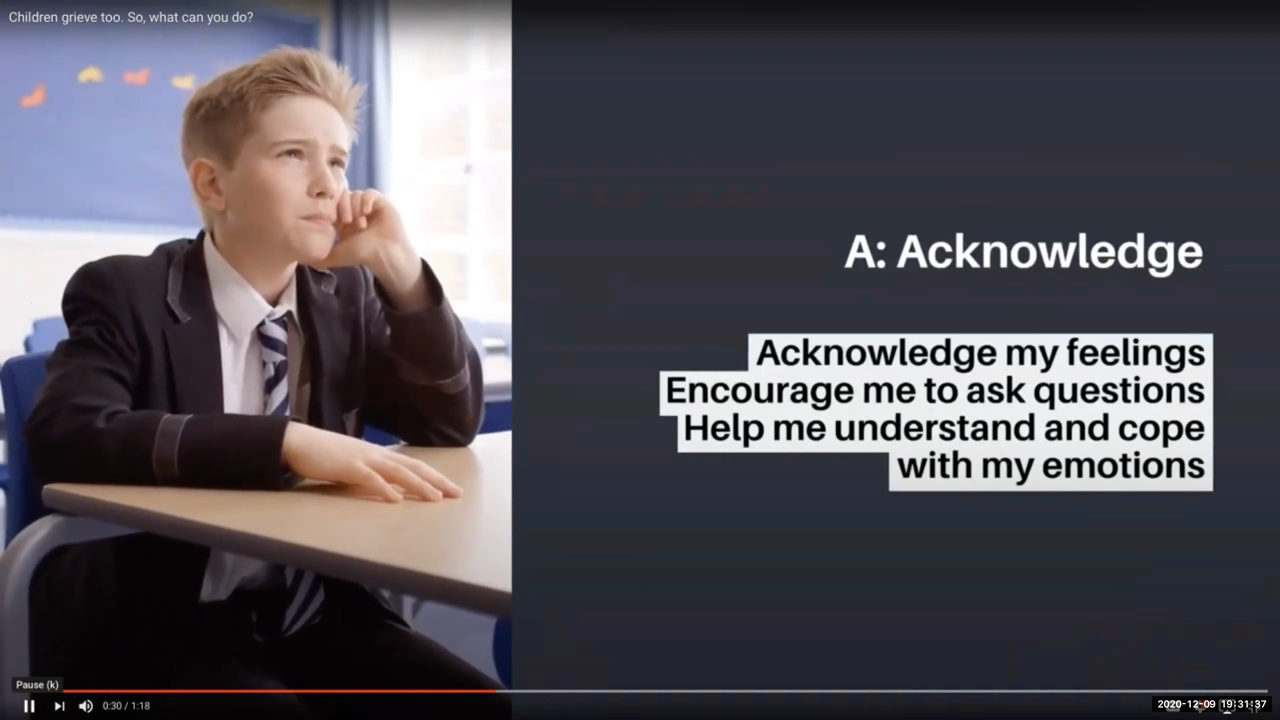 Children grieve too. So, what can you do?
A: Acknowledge
Acknowledge my feelings
Encourage me to ask questions
Help me understand and cope
with my emotions
Pause (k)
0:30 / 1:18
2020-12-09 19:31:37